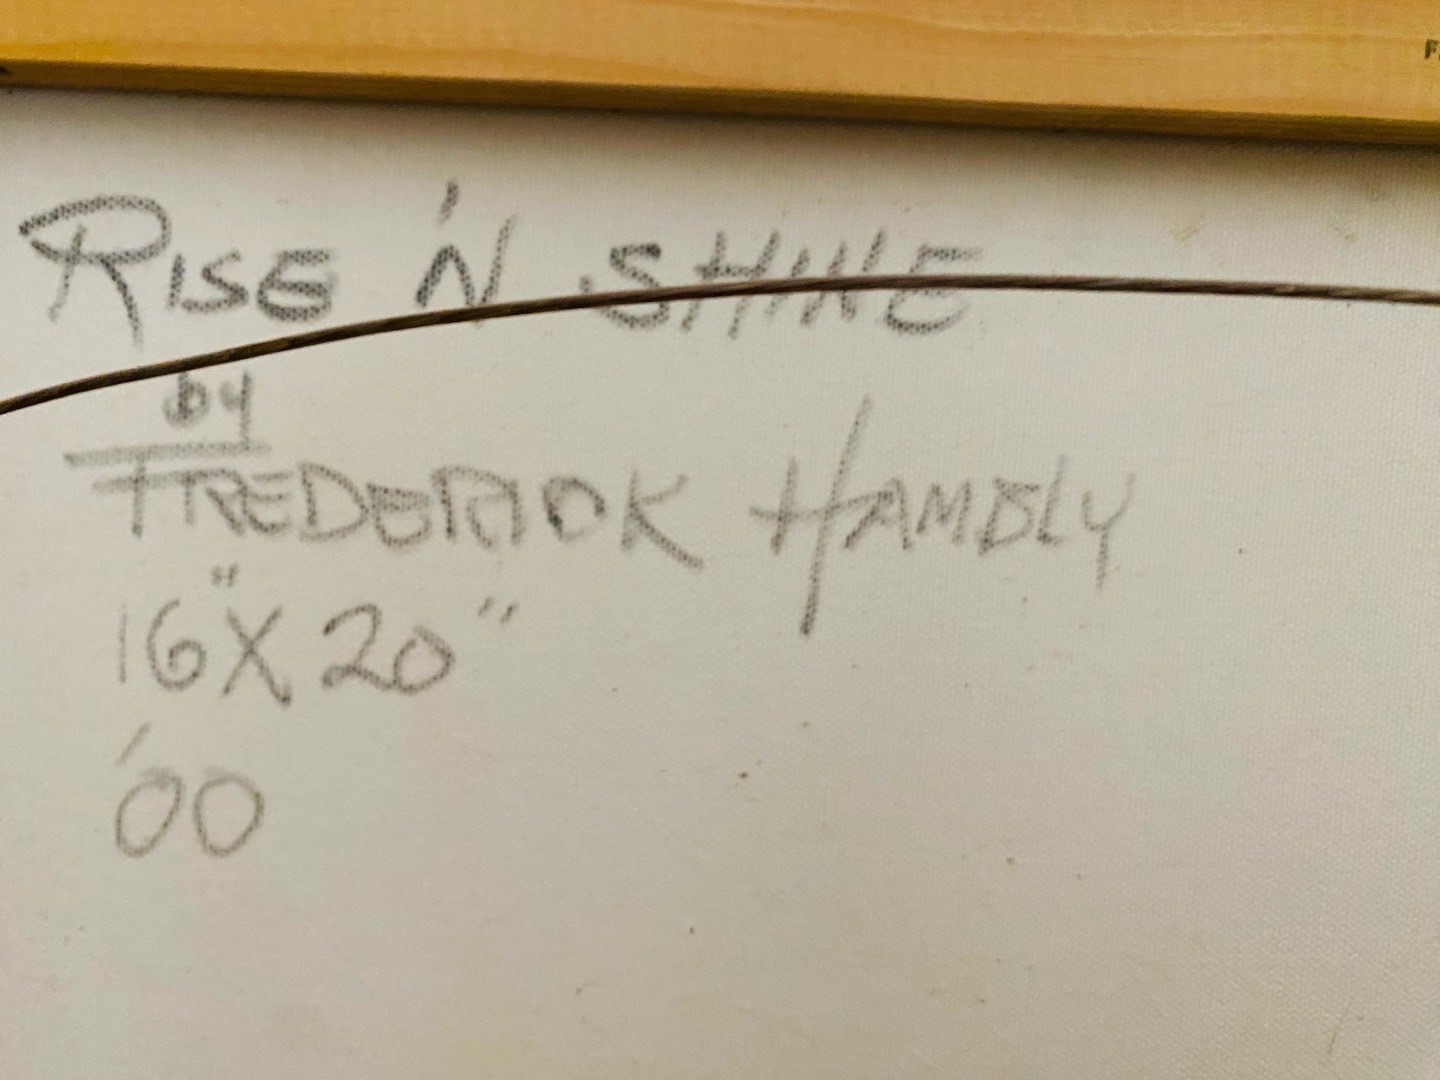 RISE 'N SHINE
by
FREDERICK HAMBLY
16" X 20"
'00